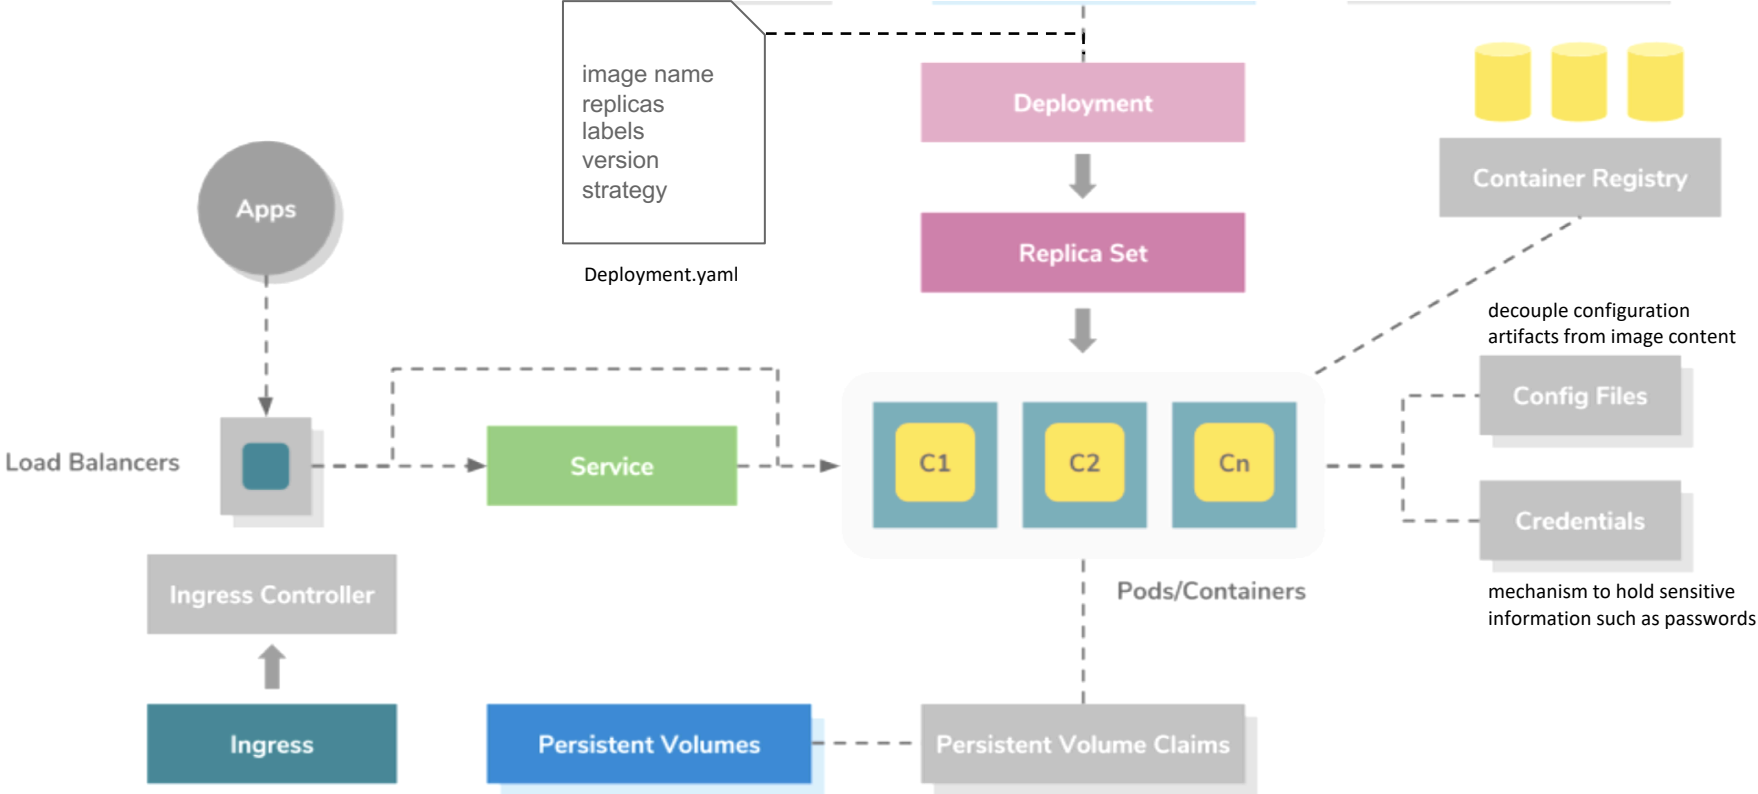 image name
replicas
labels
version
strategy
Deployment.yaml
Deployment
Replica Set
Container Registry
Apps
decouple configuration
artifacts from image content
Config Files
Credentials
mechanism to hold sensitive
information such as passwords
Load Balancers
Service
C1
C2
Cn
Pods/Containers
Ingress Controller
Ingress
Persistent Volumes
Persistent Volume Claims